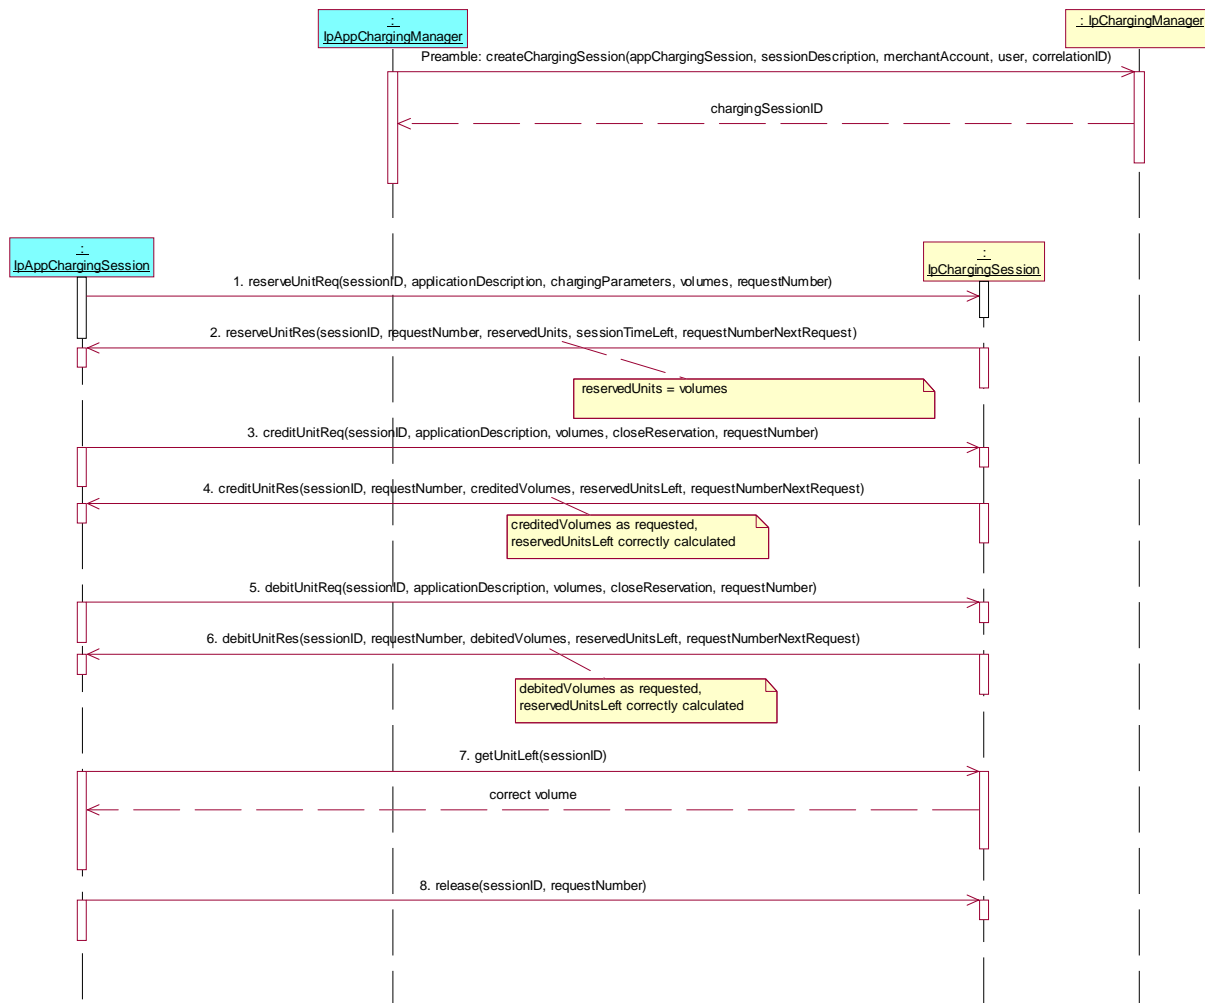 :
IpAppChargingManager
: IpChargingManager
Preamble: createChargingSession(appChargingSession, sessionDescription, merchantAccount, user, correlationID)
chargingSessionID
:
IpAppChargingSession
:
IpChargingSession
1. reserveUnitReq(sessionID, applicationDescription, chargingParameters, volumes, requestNumber)
2. reserveUnitRes(sessionID, requestNumber, reservedUnits, sessionTimeLeft, requestNumberNextRequest)
reservedUnits = volumes
3. creditUnitReq(sessionID, applicationDescription, volumes, closeReservation, requestNumber)
4. creditUnitRes(sessionID, requestNumber, creditedVolumes, reservedUnitsLeft, requestNumberNextRequest)
creditedVolumes as requested,
reservedUnitsLeft correctly calculated
5. debitUnitReq(sessionID, applicationDescription, volumes, closeReservation, requestNumber)
6. debitUnitRes(sessionID, requestNumber, debitedVolumes, reservedUnitsLeft, requestNumberNextRequest)
debitedVolumes as requested,
reservedUnitsLeft correctly calculated
7. getUnitLeft(sessionID)
correct volume
8. release(sessionID, requestNumber)